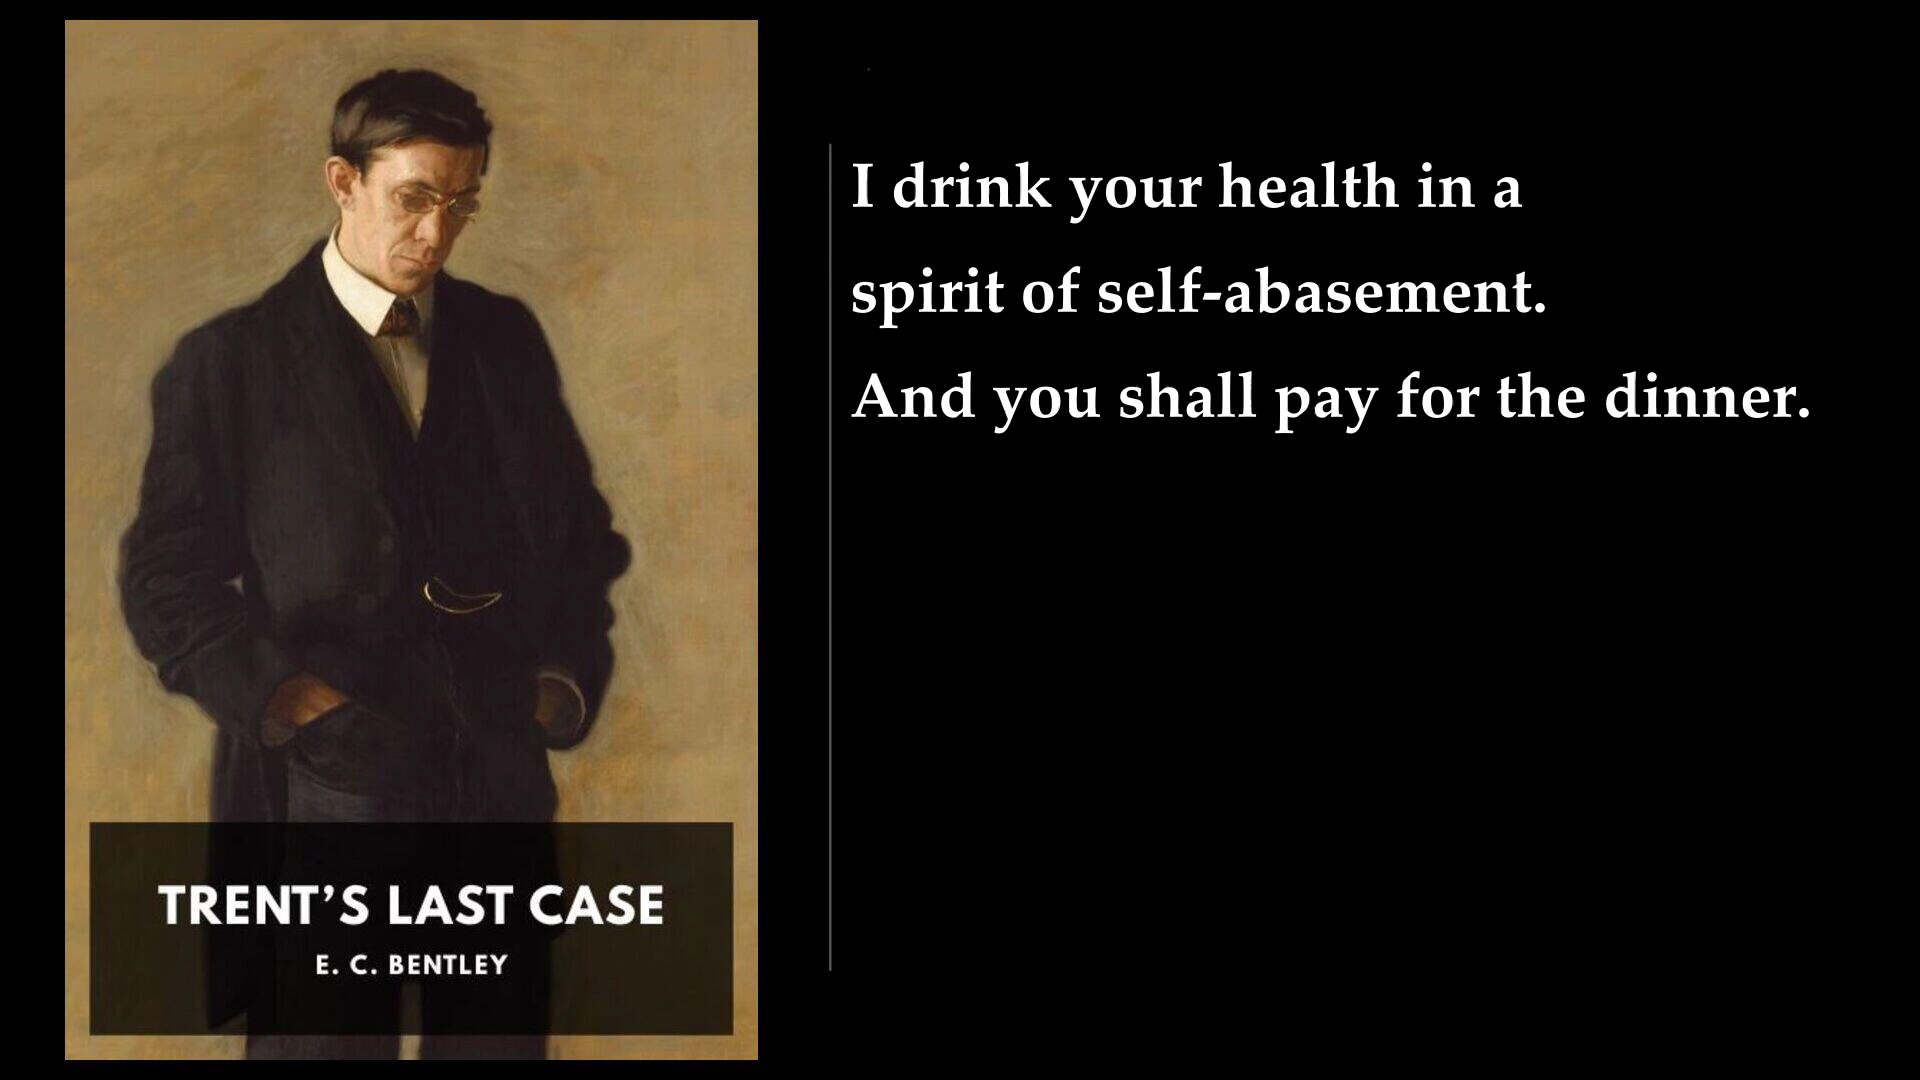 I drink your health in a
spirit of self-abasement.
And you shall pay for the dinner.
TRENT’S LAST CASE
E. C. BENTLEY